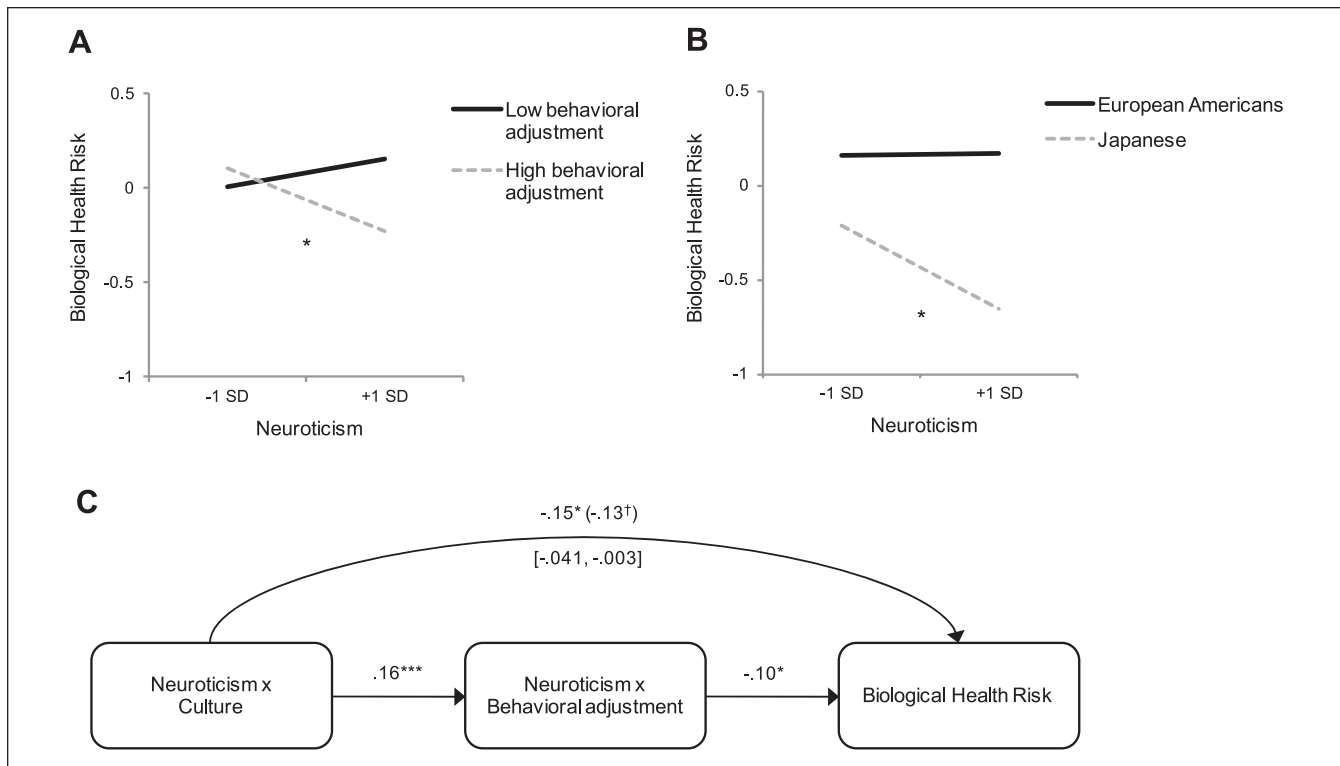 A
0.5
0
-0.5
-1
Biological Health Risk
-1 SD
+1 SD
Neuroticism
*
Low behavioral
adjustment
High behavioral
adjustment
B
0.5
0
-0.5
-1
Biological Health Risk
-1 SD
+1 SD
Neuroticism
*
European Americans
Japanese
C
-.15* (-.13†)
[-.041, -.003]
Neuroticism x
Culture
.16***
Neuroticism x
Behavioral adjustment
-.10*
Biological Health Risk